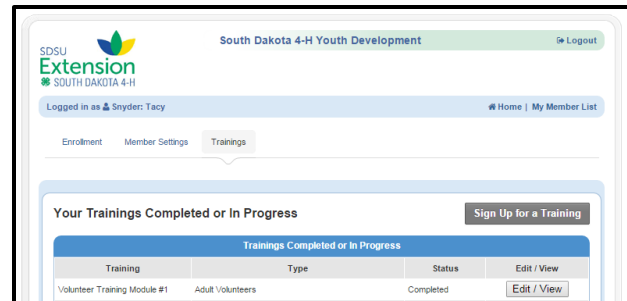 South Dakota 4-H Youth Development
Logout
SDSU
Extension
SOUTH DAKOTA 4-H
Logged in as Snyder: Tacy
Home | My Member List
Enrollment Member Settings Trainings
Your Trainings Completed or In Progress
Sign Up for a Training
Trainings Completed or In Progress
Training Type Status Edit / View
Volunteer Training Module #1 Adult Volunteers Completed Edit / View